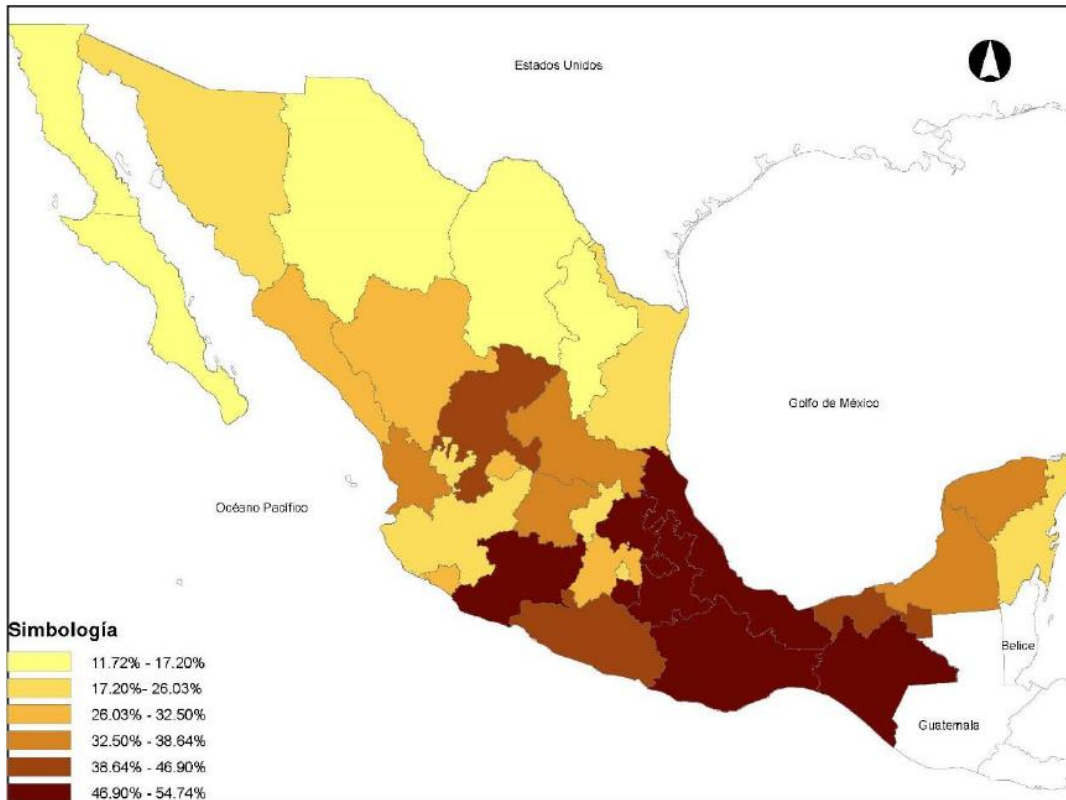 Estados Unidos
Golfo de México
Océano Pacífico
Belice
Guatemala
Simbología
11.72% - 17.20%
17.20%- 26.03%
26.03% - 32.50%
32.50% - 38.64%
38.64% - 46.90%
46.90% - 54.74%